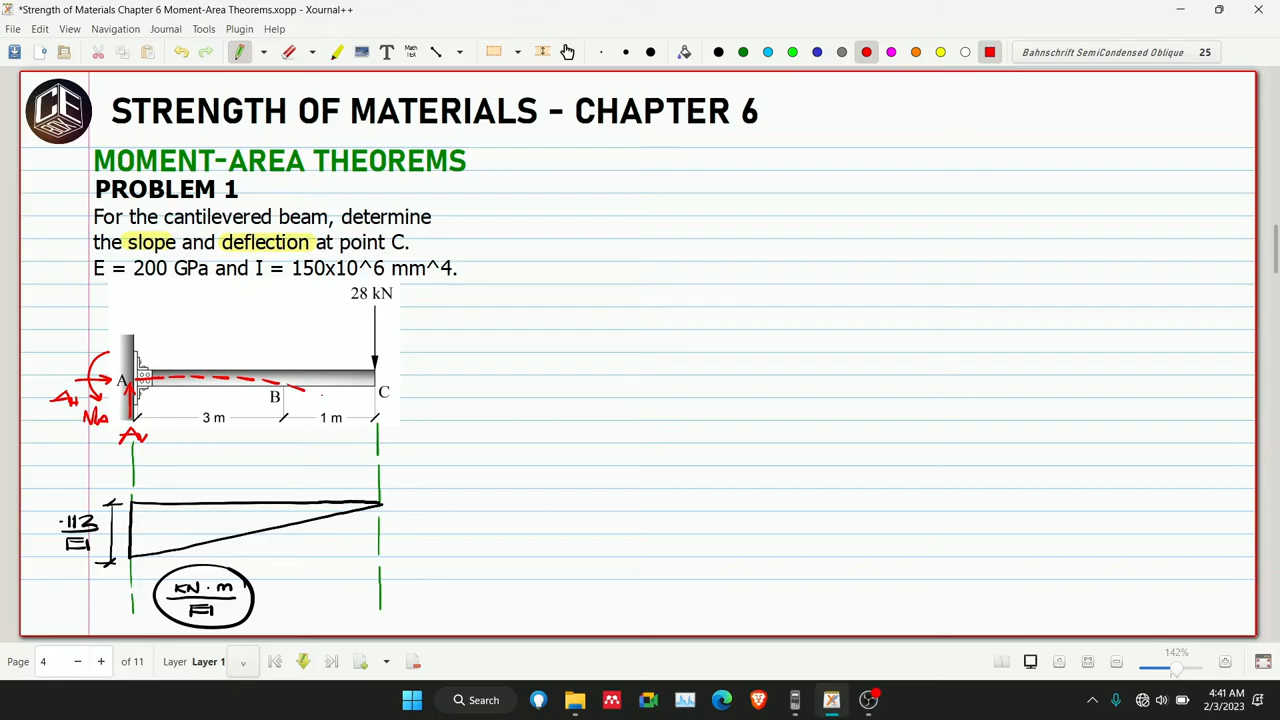 *Strength of Materials Chapter 6 Moment-Area Theorems.xopp - Xournal++
File Edit View Navigation Journal Tools Plugin Help
Bahnschrift SemiCondensed Oblique 25
STRENGTH OF MATERIALS - CHAPTER 6
MOMENT-AREA THEOREMS
PROBLEM 1
For the cantilevered beam, determine
the slope and deflection at point C.
E = 200 GPa and I = 150x10^6 mm^4.
28 kN
A
B
C
AH
MA
AV
3 m
1 m
-112
EI
KN · m
EI
Page 4 of 11 Layer Layer 1
142%
Search
4:41 AM
2/3/2023